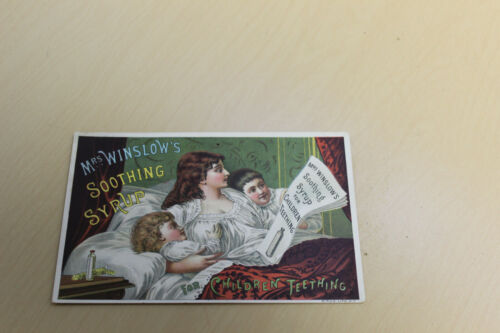 MRS WINSLOW'S
SOOTHING
SYRUP
MRS WINSLOW'S
Soothing
Syrup
FOR
CHILDREN
TEETHING
FOR CHILDREN TEETHING.